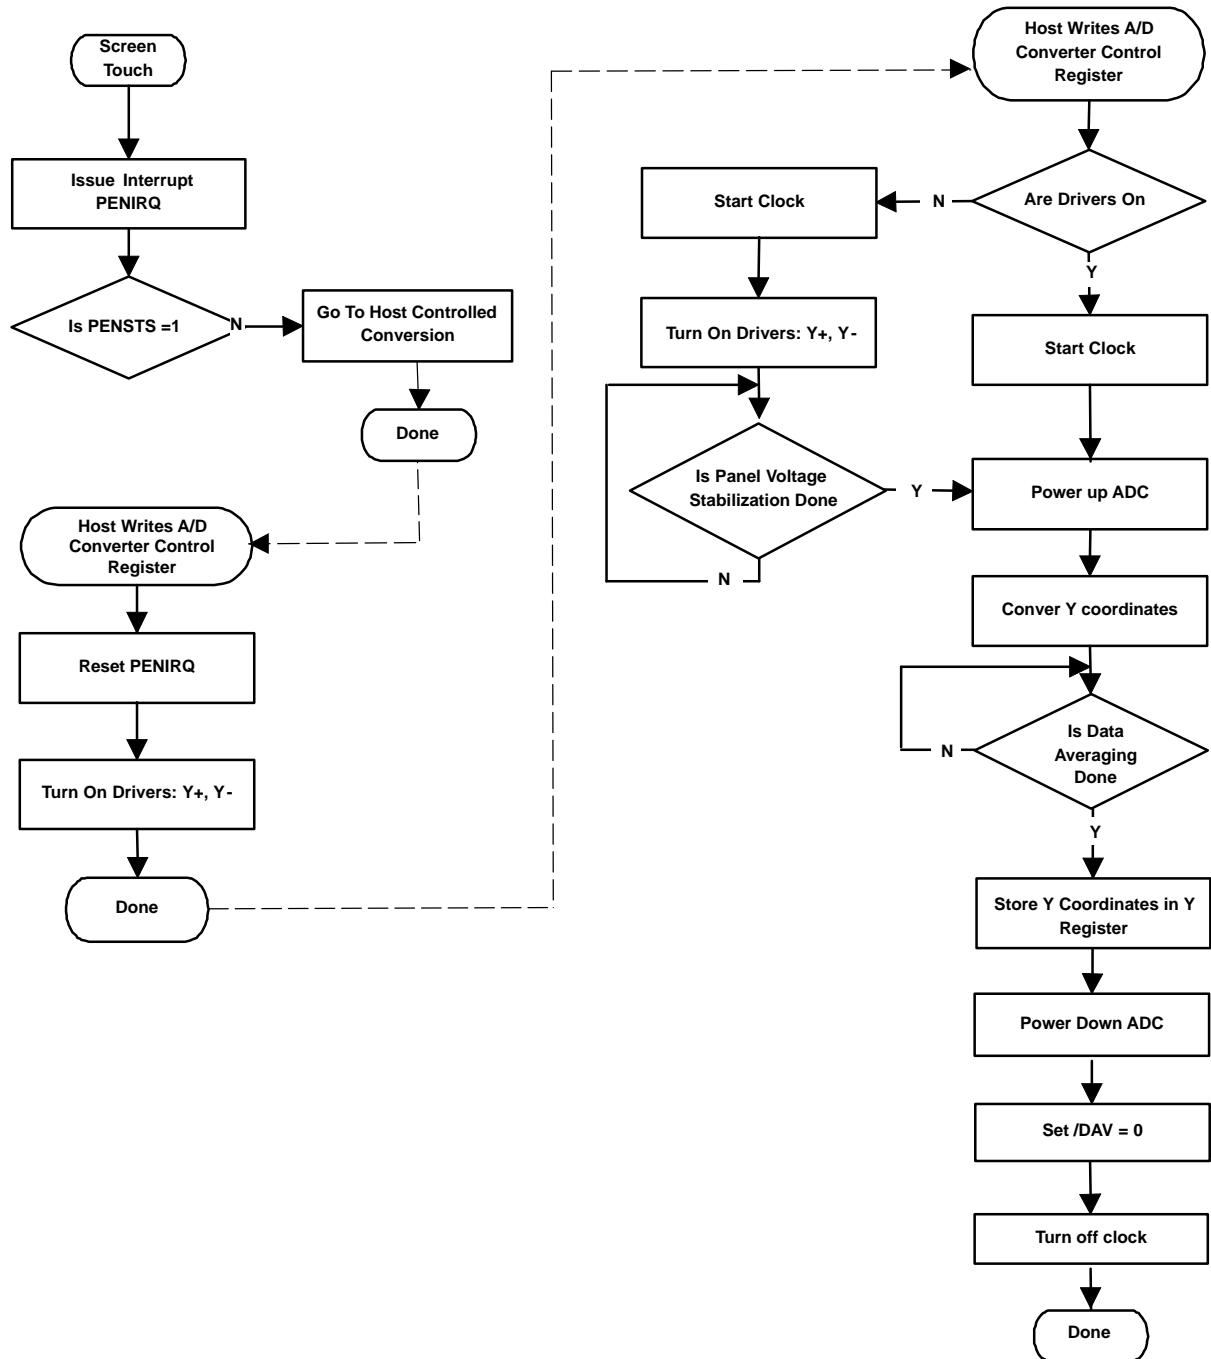 Screen
Touch
Issue Interrupt
PENIRQ
Is PENSTS =1
N
Go To Host Controlled
Conversion
Done
Host Writes A/D
Converter Control
Register
Reset PENIRQ
Turn On Drivers: Y+, Y-
Done
Host Writes A/D
Converter Control
Register
Are Drivers On
N
Start Clock
Turn On Drivers: Y+, Y-
Is Panel Voltage
Stabilization Done
N
Y
Y
Start Clock
Power up ADC
Conver Y coordinates
Is Data
Averaging
Done
N
Y
Store Y Coordinates in Y
Register
Power Down ADC
Set /DAV = 0
Turn off clock
Done